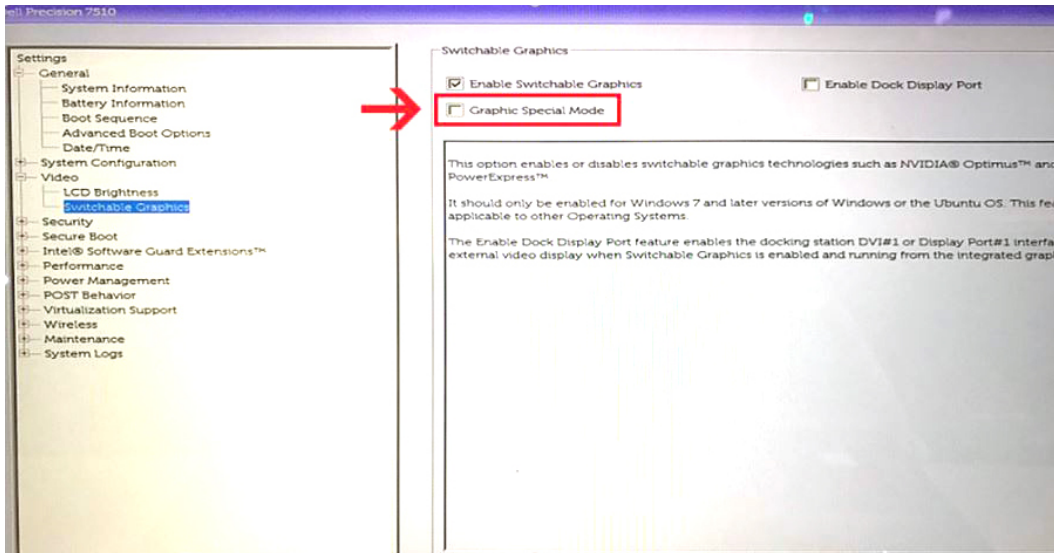 ell Precision 7510
Settings
General
System Information
Battery Information
Boot Sequence
Advanced Boot Options
Date/Time
System Configuration
Video
LCD Brightness
Switchable Graphics
Security
Secure Boot
Intel® Software Guard Extensions™
Performance
Power Management
POST Behavior
Virtualization Support
Wireless
Maintenance
System Logs
Switchable Graphics
Enable Switchable Graphics
Enable Dock Display Port
Graphic Special Mode
This option enables or disables switchable graphics technologies such as NVIDIA® Optimus™ and
PowerExpress™
It should only be enabled for Windows 7 and later versions of Windows or the Ubuntu OS. This fea
applicable to other Operating Systems.
The Enable Dock Display Port feature enables the docking station DVI#1 or Display Port#1 interfa
external video display when Switchable Graphics is enabled and running from the integrated grap